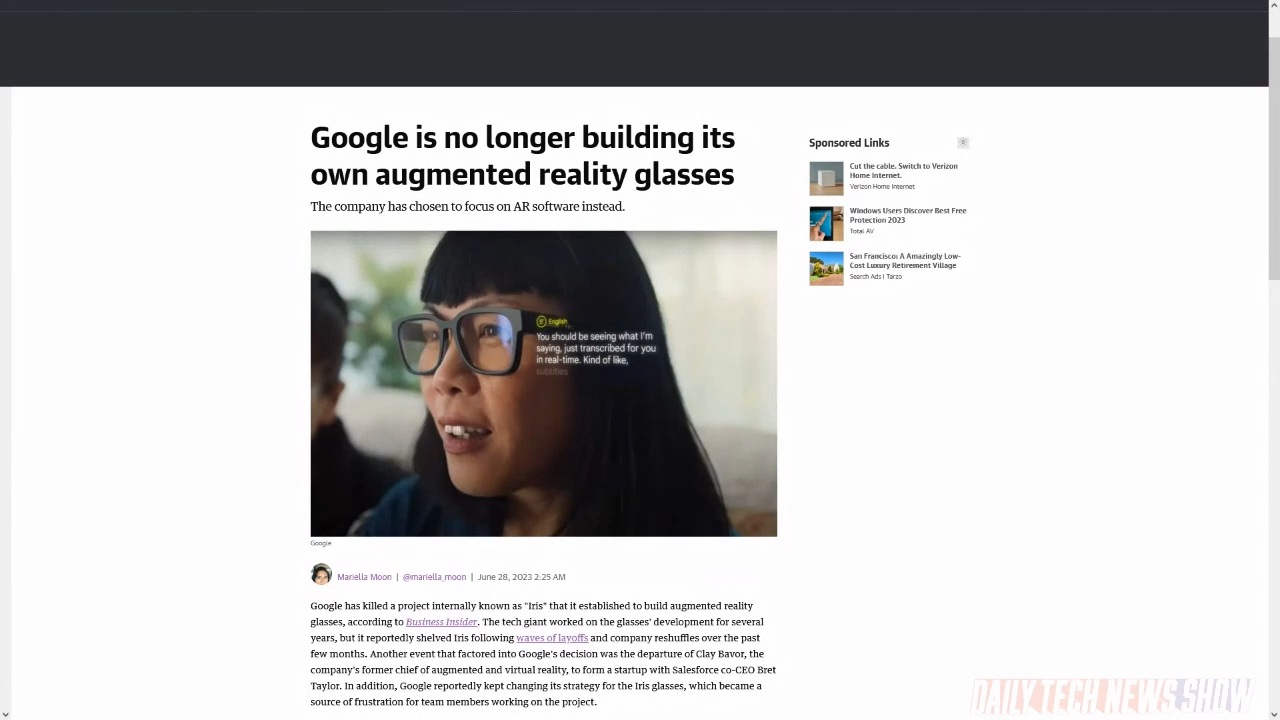 Google is no longer building its
own augmented reality glasses
The company has chosen to focus on AR software instead.
English
You should be seeing what I'm
saying, just transcribed for you
in real-time. Kind of like,
subtitles
Google
Mariella Moon | @mariella_moon | June 28, 2023 2:25 AM
Google has killed a project internally known as "Iris" that it established to build augmented reality
glasses, according to Business Insider. The tech giant worked on the glasses' development for several
years, but it reportedly shelved Iris following waves of layoffs and company reshuffles over the past
few months. Another event that factored into Google's decision was the departure of Clay Bavor, the
company's former chief of augmented and virtual reality, to form a startup with Salesforce co-CEO Bret
Taylor. In addition, Google reportedly kept changing its strategy for the Iris glasses, which became a
source of frustration for team members working on the project.
Sponsored Links
Cut the cable. Switch to Verizon
Home Internet.
Verizon Home Internet
Windows Users Discover Best Free
Protection 2023
Total AV
San Francisco: A Amazingly Low-
Cost Luxury Retirement Village
Search Ads | Tarzo
DAILY TECH NEWS SHOW